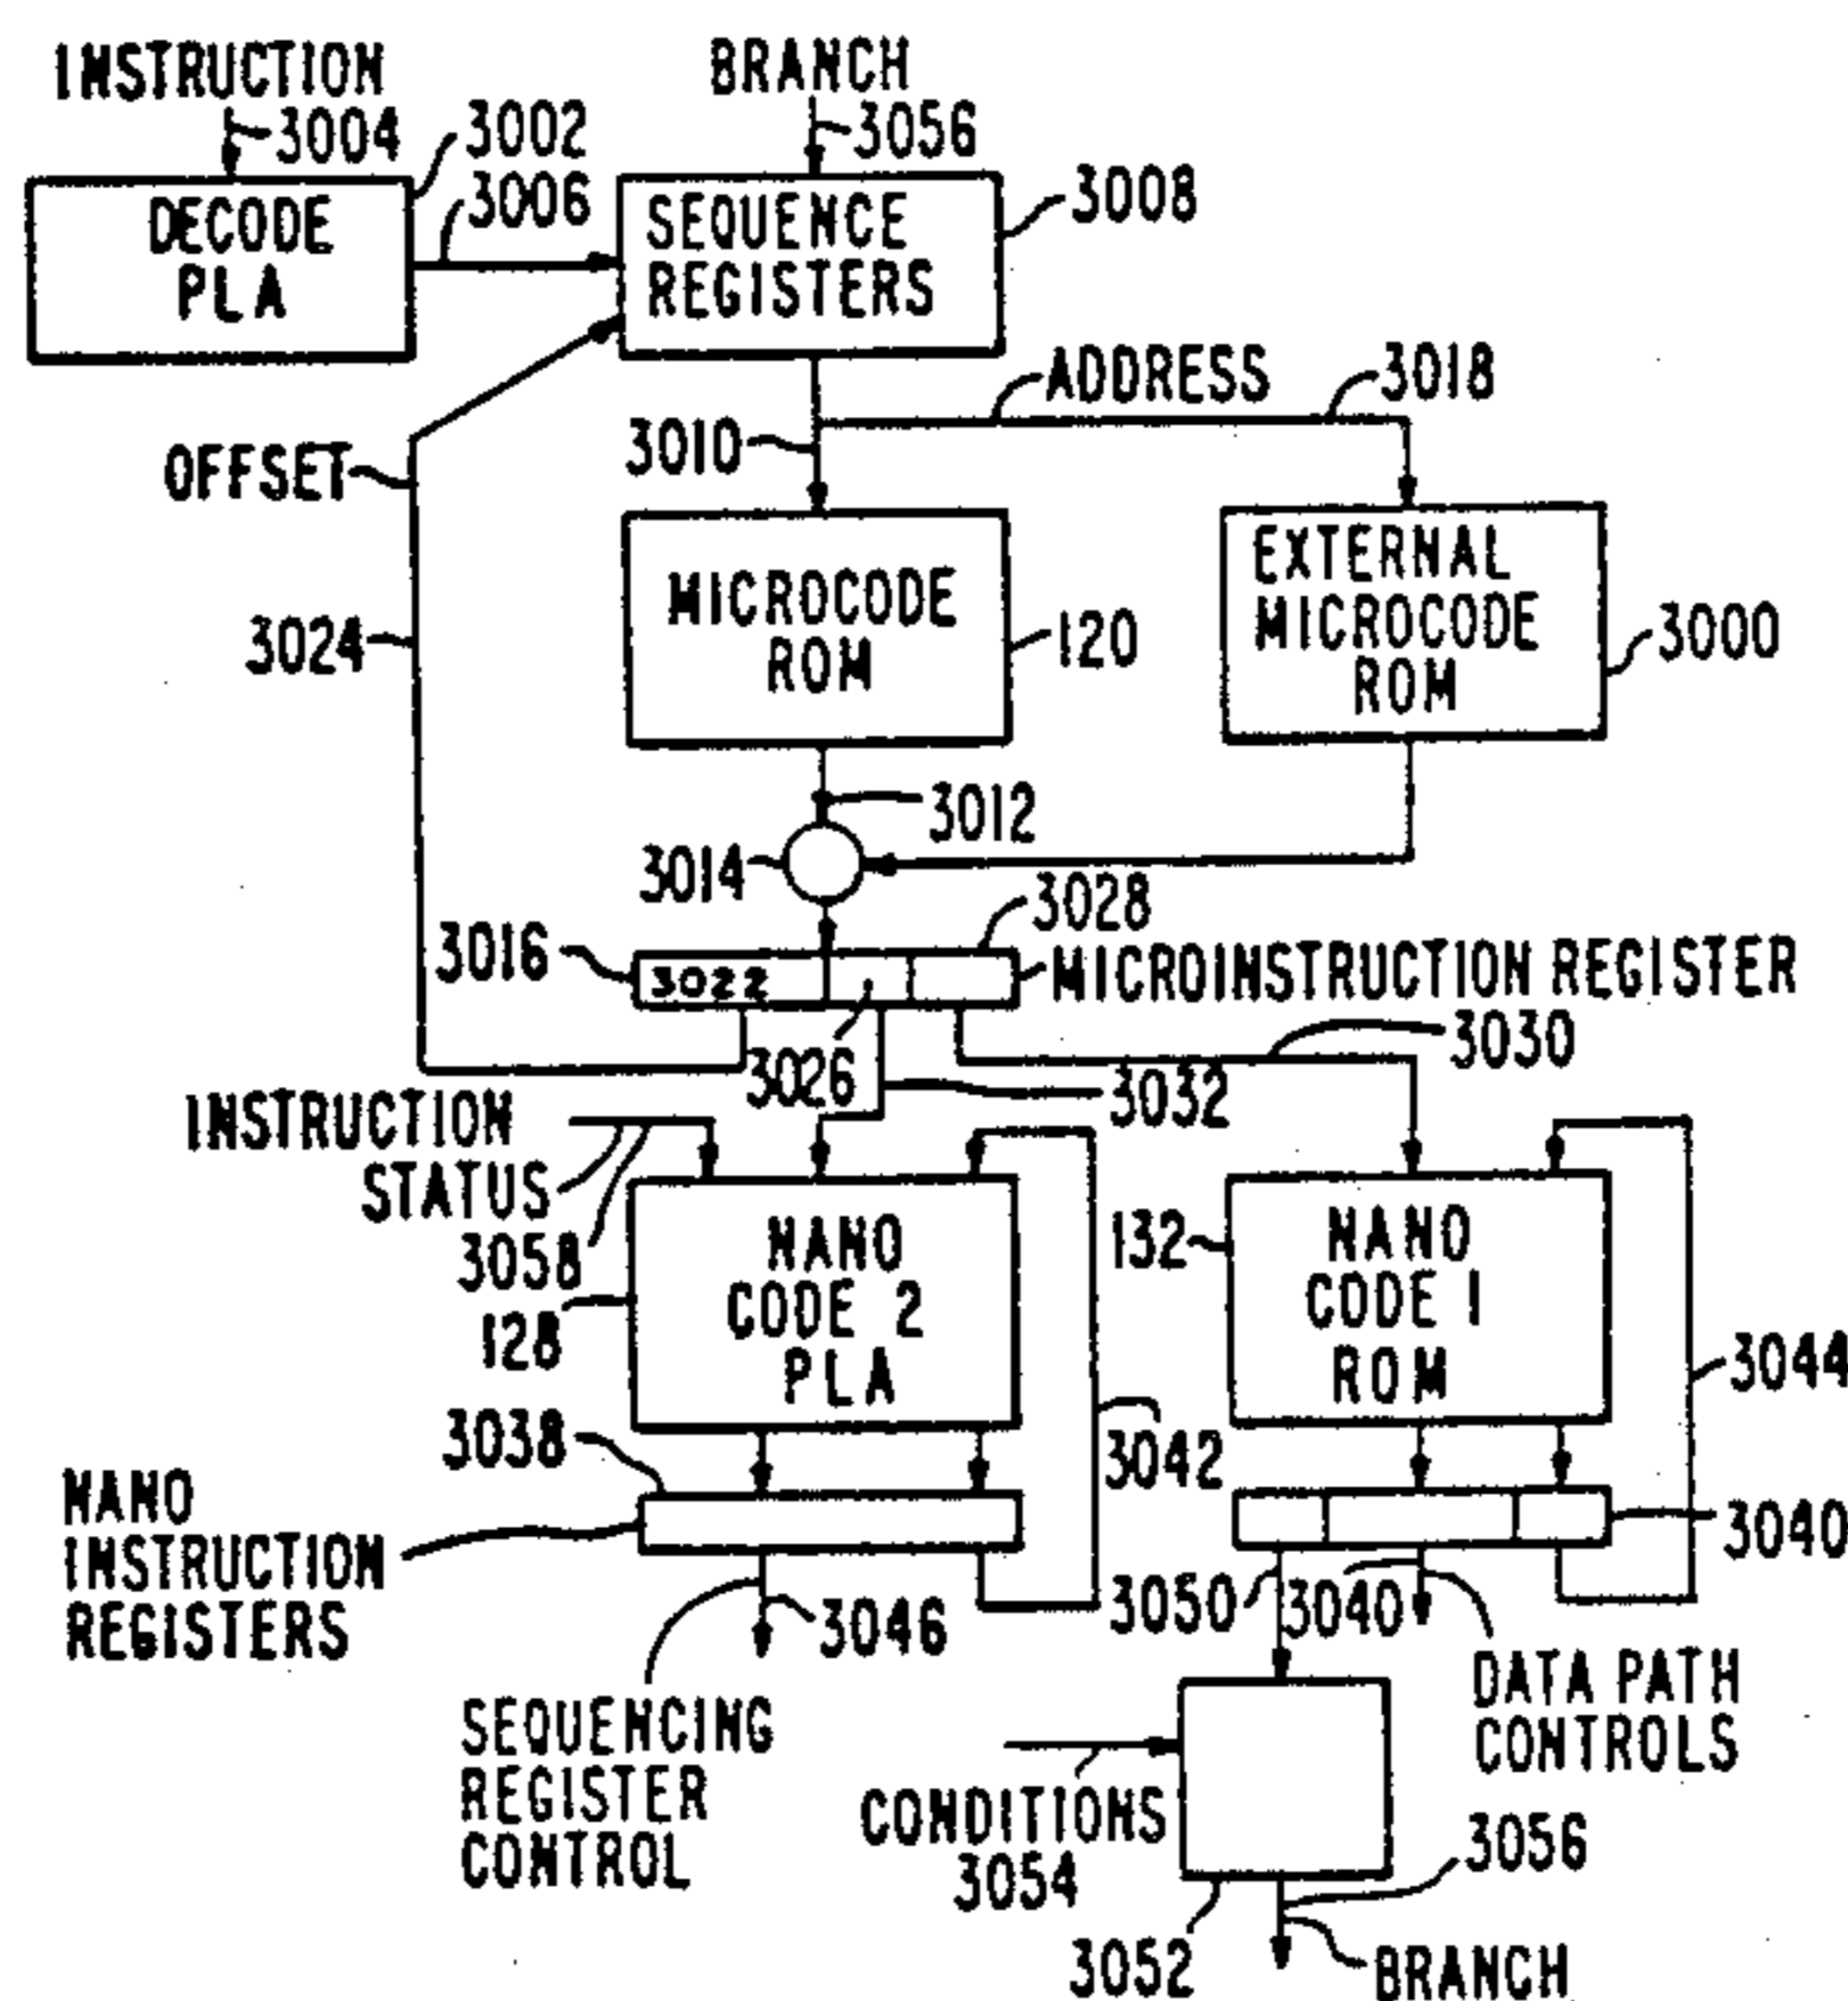 INSTRUCTION
3004
3002
3006
DECODE
PLA
BRANCH
3056
SEQUENCE
REGISTERS
3008
ADDRESS
3018
3010
OFFSET
3024
MICROCODE
ROM
120
EXTERNAL
MICROCODE
ROM
3000
3012
3014
3028
3016
3022
MICROINSTRUCTION REGISTER
3026
3030
3032
INSTRUCTION
STATUS
3058
128
NANO
CODE 2
PLA
132
NANO
CODE 1
ROM
3044
3038
3042
NANO
INSTRUCTION
REGISTERS
3040
3046
3050
3040
SEQUENCING
REGISTER
CONTROL
DATA PATH
CONTROLS
CONDITIONS
3054
3056
3052
BRANCH